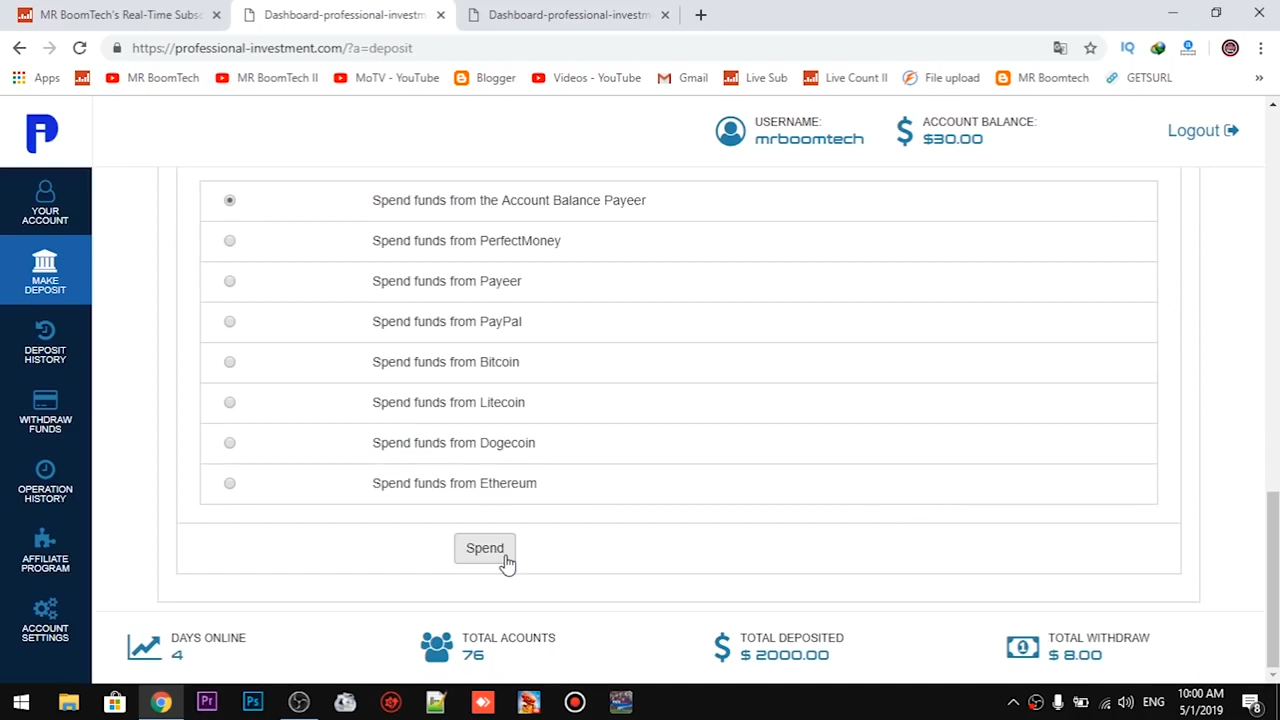 MR BoomTech's Real-Time Subsc
Dashboard-professional-investm
Dashboard-professional-investm
https://professional-investment.com/?a=deposit
IQ
Apps
MR BoomTech
MR BoomTech II
MoTV - YouTube
Blogger
Videos - YouTube
Gmail
Live Sub
Live Count II
File upload
MR Boomtech
GETSURL
USERNAME:
mrboomtech
ACCOUNT BALANCE:
$30.00
Logout
YOUR
ACCOUNT
MAKE
DEPOSIT
DEPOSIT
HISTORY
WITHDRAW
FUNDS
OPERATION
HISTORY
AFFILIATE
PROGRAM
ACCOUNT
SETTINGS
Spend funds from the Account Balance Payeer
Spend funds from PerfectMoney
Spend funds from Payeer
Spend funds from PayPal
Spend funds from Bitcoin
Spend funds from Litecoin
Spend funds from Dogecoin
Spend funds from Ethereum
Spend
DAYS ONLINE
4
TOTAL ACOUNTS
76
TOTAL DEPOSITED
$ 2000.00
TOTAL WITHDRAW
$ 8.00
Pr
Ps
ENG
10:00 AM
5/1/2019
8